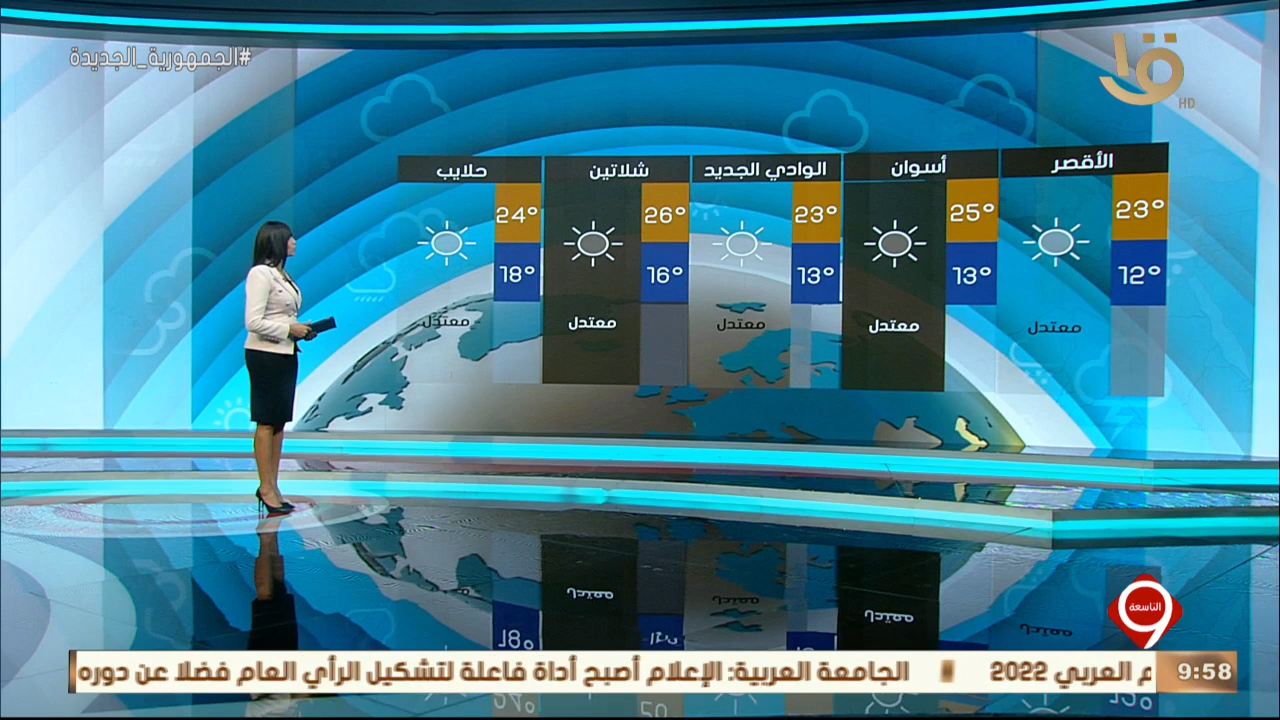 #الجمهورية_الجديدة
HD
الأقصر
23°
12°
معتدل
أسوان
25°
13°
معتدل
الوادي الجديد
23°
13°
معتدل
شلاتين
26°
16°
معتدل
حلايب
24°
18°
معتدل
التاسعة
9
9:58
م العربي 2022
الجامعة العربية: الإعلام أصبح أداة فاعلة لتشكيل الرأي العام فضلا عن دوره